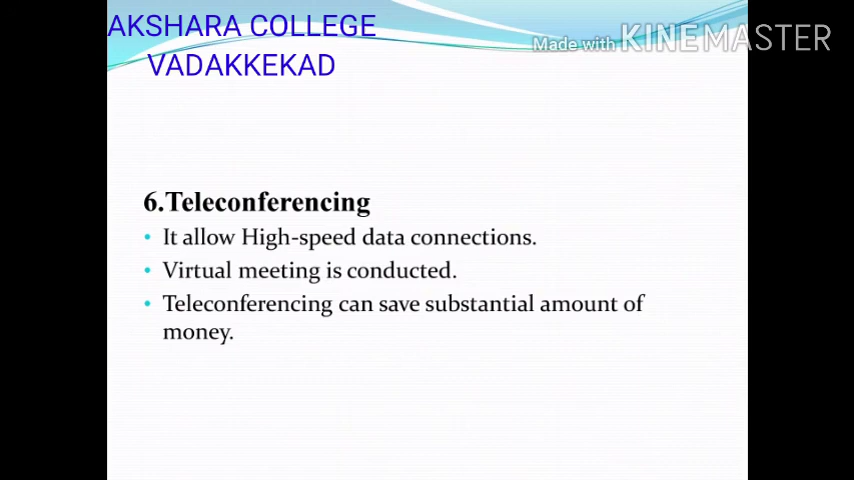 AKSHARA COLLEGE
VADAKKEKAD
Made with KINEMASTER
6.Teleconferencing
• It allow High-speed data connections.
• Virtual meeting is conducted.
• Teleconferencing can save substantial amount of
money.